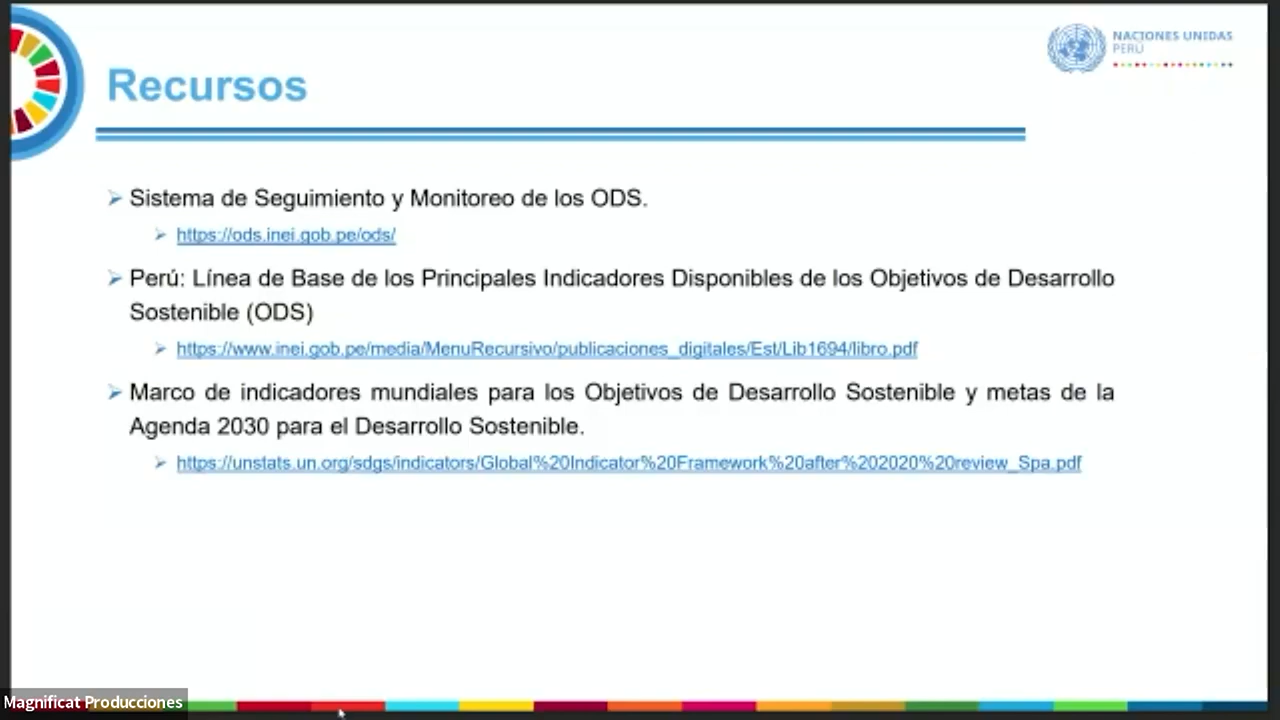 NACIONES UNIDAS
PERÚ
Recursos
Sistema de Seguimiento y Monitoreo de los ODS.
https://ods.inei.gob.pe/ods/
Perú: Línea de Base de los Principales Indicadores Disponibles de los Objetivos de Desarrollo
Sostenible (ODS)
https://www.inei.gob.pe/media/MenuRecursivo/publicaciones_digitales/Est/Lib1694/libro.pdf
Marco de indicadores mundiales para los Objetivos de Desarrollo Sostenible y metas de la
Agenda 2030 para el Desarrollo Sostenible.
https://unstats.un.org/sdgs/indicators/Global%20Indicator%20Framework%20after%202020%20review_Spa.pdf
Magnificat Producciones